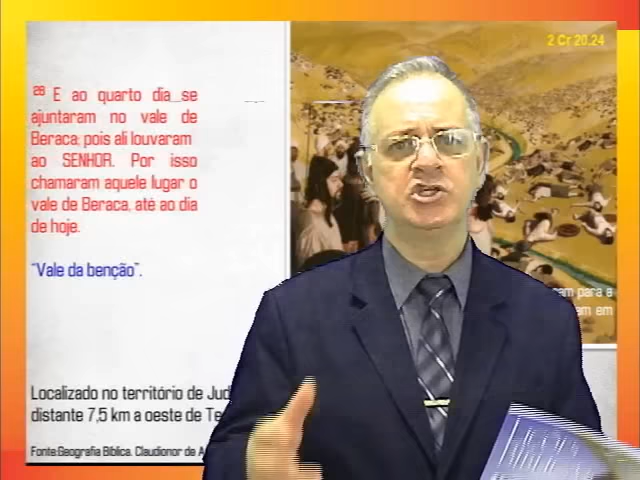 2 Cr 20.24
26 E ao quarto dia se
ajuntaram no vale de
Beraca; pois ali louvaram
ao SENHOR. Por isso
chamaram aquele lugar o
vale de Beraca, até ao dia
de hoje.
"Vale da benção".
para a
em
Localizado no território de
distante 7,5 km a oeste de
Fonte:Geografia Bíblica. Claudionor de